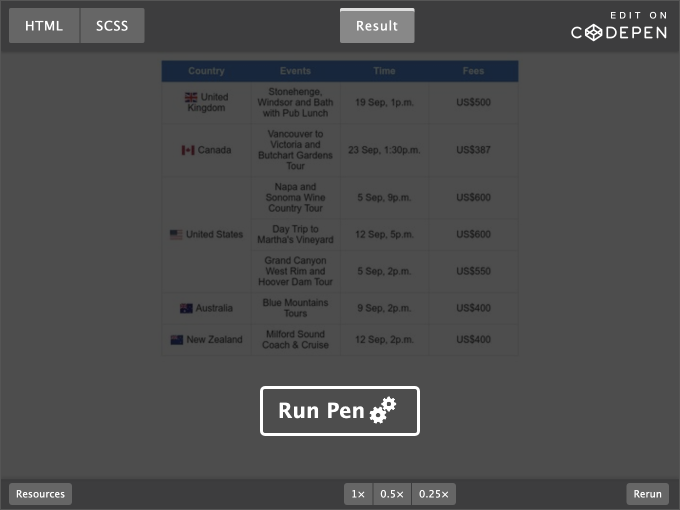 HTML
SCSS
Result
EDIT ON
CODEPEN
Country
Events
Time
Fees
United
Kingdom
Stonehenge,
Windsor and Bath
with Pub Lunch
19 Sep, 1p.m.
US$500
Canada
Vancouver to
Victoria and
Butchart Gardens
Tour
23 Sep, 1:30p.m.
US$387
United States
Napa and
Sonoma Wine
Country Tour
5 Sep, 9p.m.
US$600
Day Trip to
Martha's Vineyard
12 Sep, 5p.m.
US$600
Grand Canyon
West Rim and
Hoover Dam Tour
5 Sep, 2p.m.
US$550
Australia
Blue Mountains
Tours
9 Sep, 2p.m.
US$400
New Zealand
Milford Sound
Coach & Cruise
12 Sep, 2p.m.
US$400
Run Pen
Resources
1×
0.5×
0.25×
Rerun